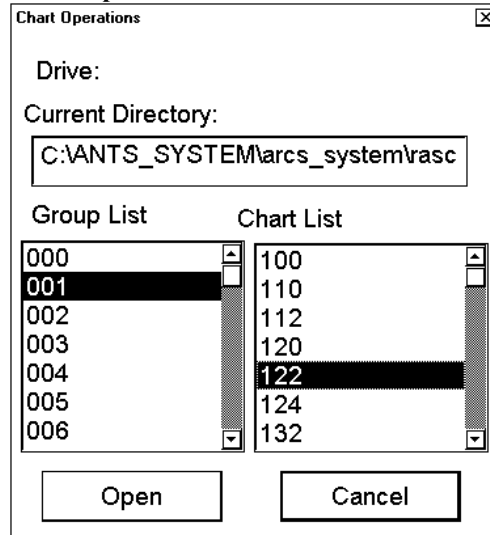 Chart Operations
Drive:
Current Directory:
C:\ANTS_SYSTEM\arcs_system\rasc
Group List
Chart List
000
001
002
003
004
005
006
100
110
112
120
122
124
132
Open
Cancel